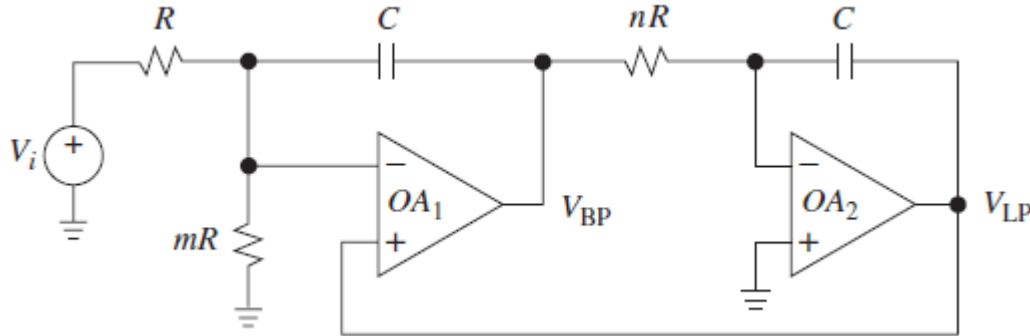 R
C
nR
C
V_i
+
−
OA_1
+
V_BP
−
OA_2
+
V_LP
mR